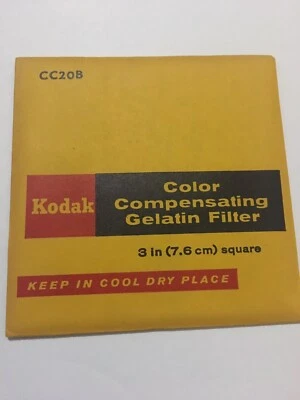 CC20B
Kodak
Color
Compensating
Gelatin Filter
3 in (7.6 cm) square
KEEP IN COOL DRY PLACE